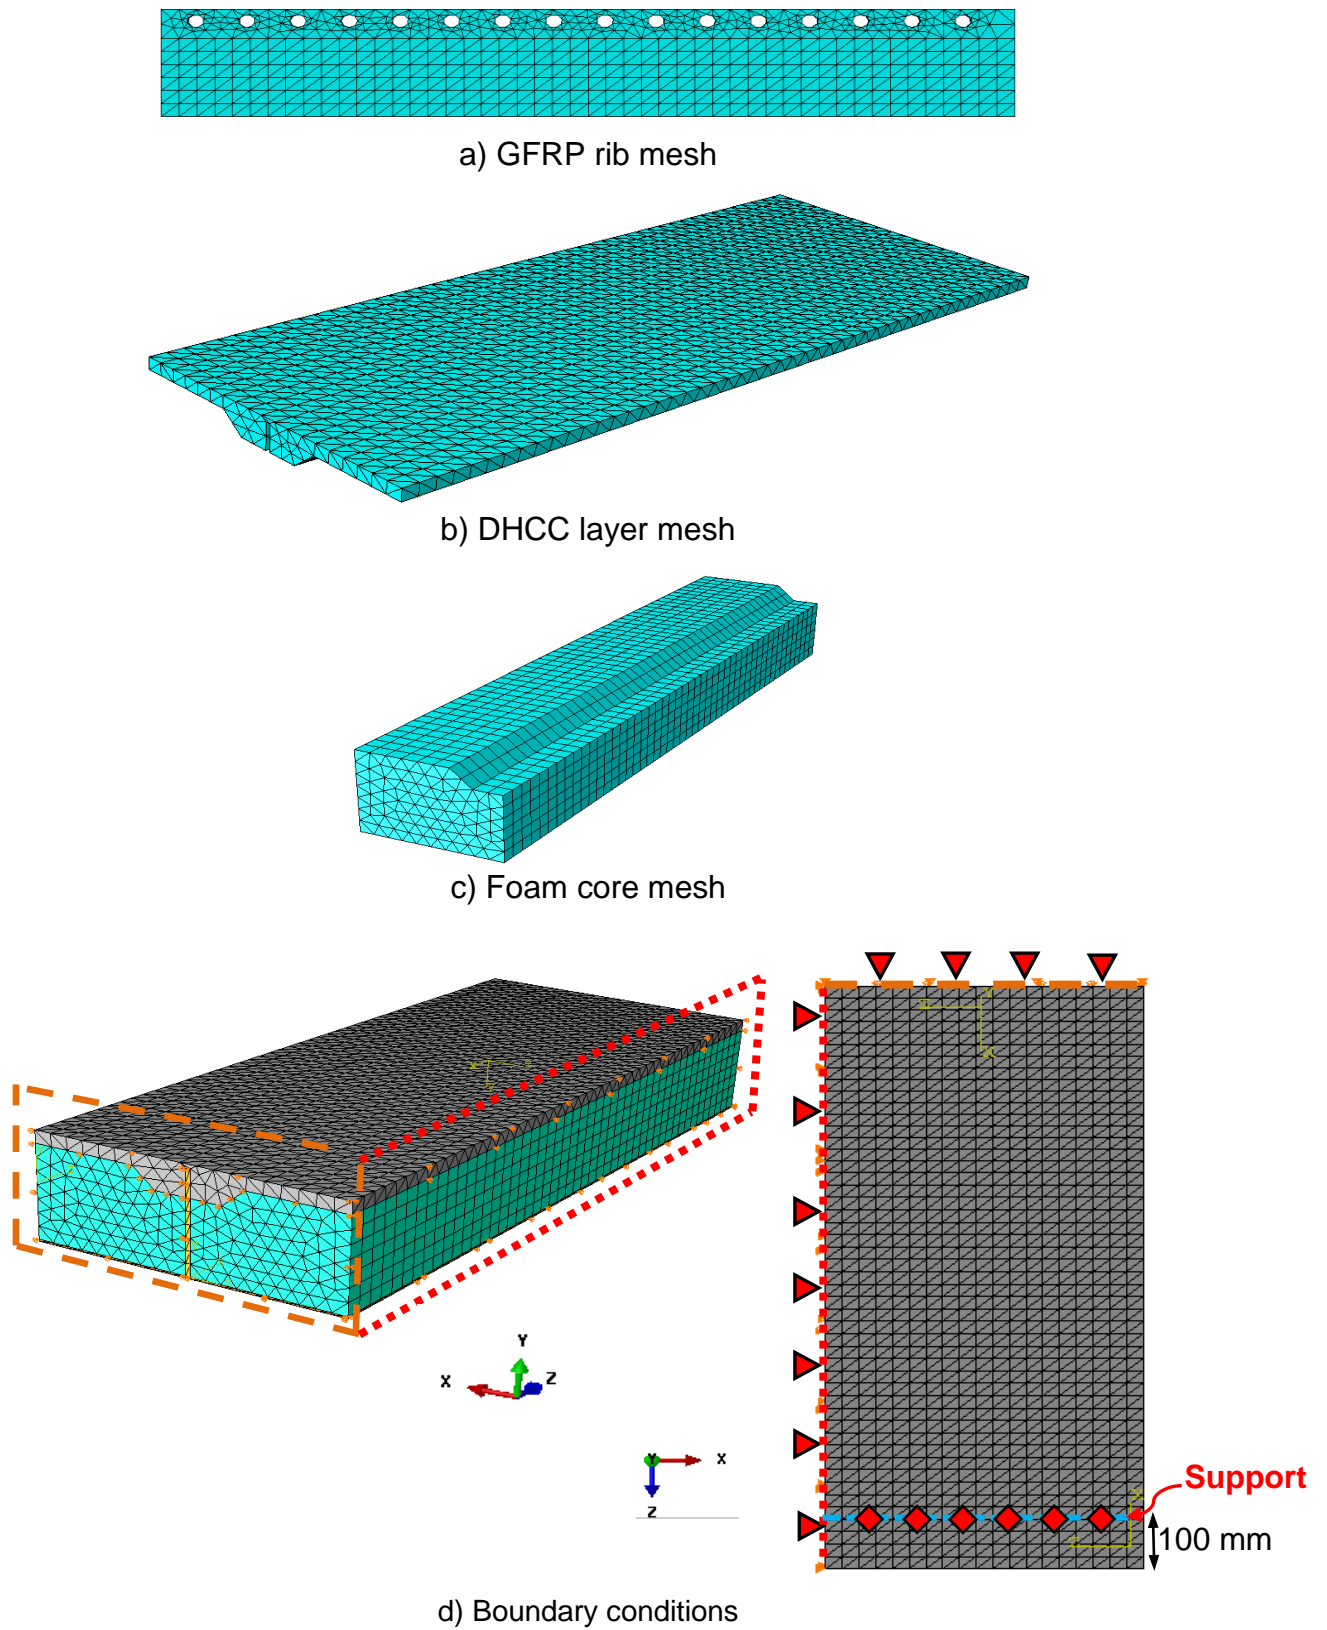 a) GFRP rib mesh
b) DHCC layer mesh
c) Foam core mesh
Y
X
Z
Y
X
Z
Support
100 mm
d) Boundary conditions